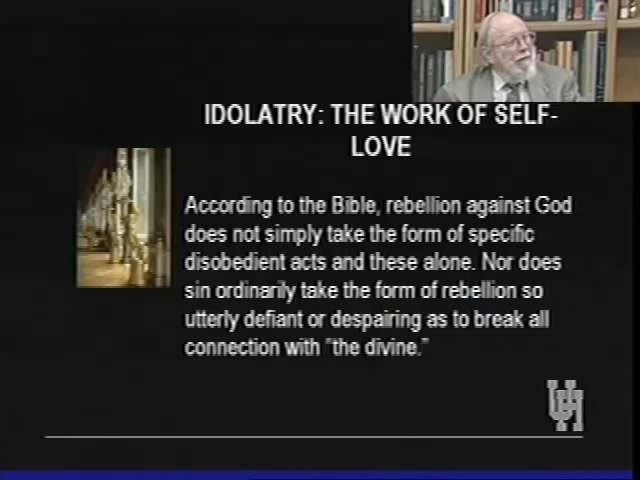 IDOLATRY: THE WORK OF SELF-
LOVE
According to the Bible, rebellion against God
does not simply take the form of specific
disobedient acts and these alone. Nor does
sin ordinarily take the form of rebellion so
utterly defiant or despairing as to break all
connection with "the divine."
UH